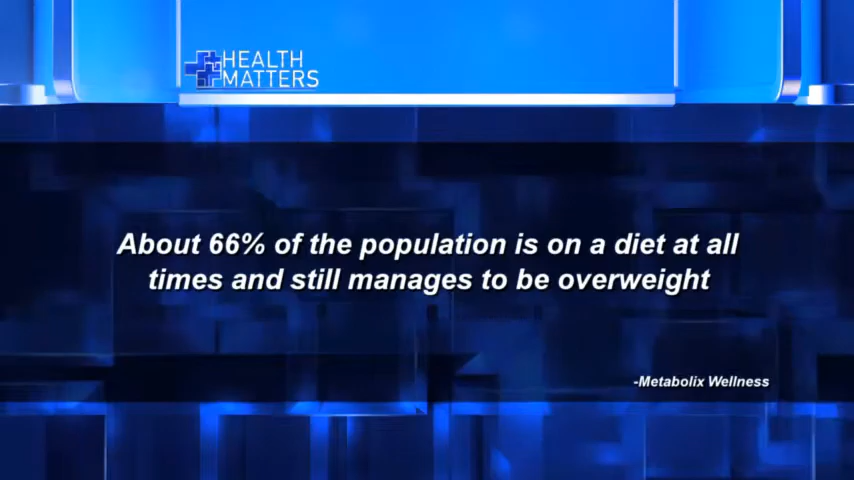 HEALTH
MATTERS
About 66% of the population is on a diet at all
times and still manages to be overweight
-Metabolix Wellness